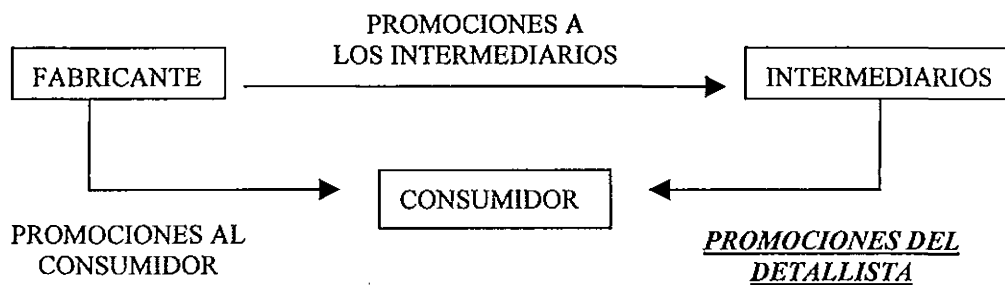 PROMOCIONES A
LOS INTERMEDIARIOS
FABRICANTE
INTERMEDIARIOS
CONSUMIDOR
PROMOCIONES AL
CONSUMIDOR
PROMOCIONES DEL
DETALLISTA